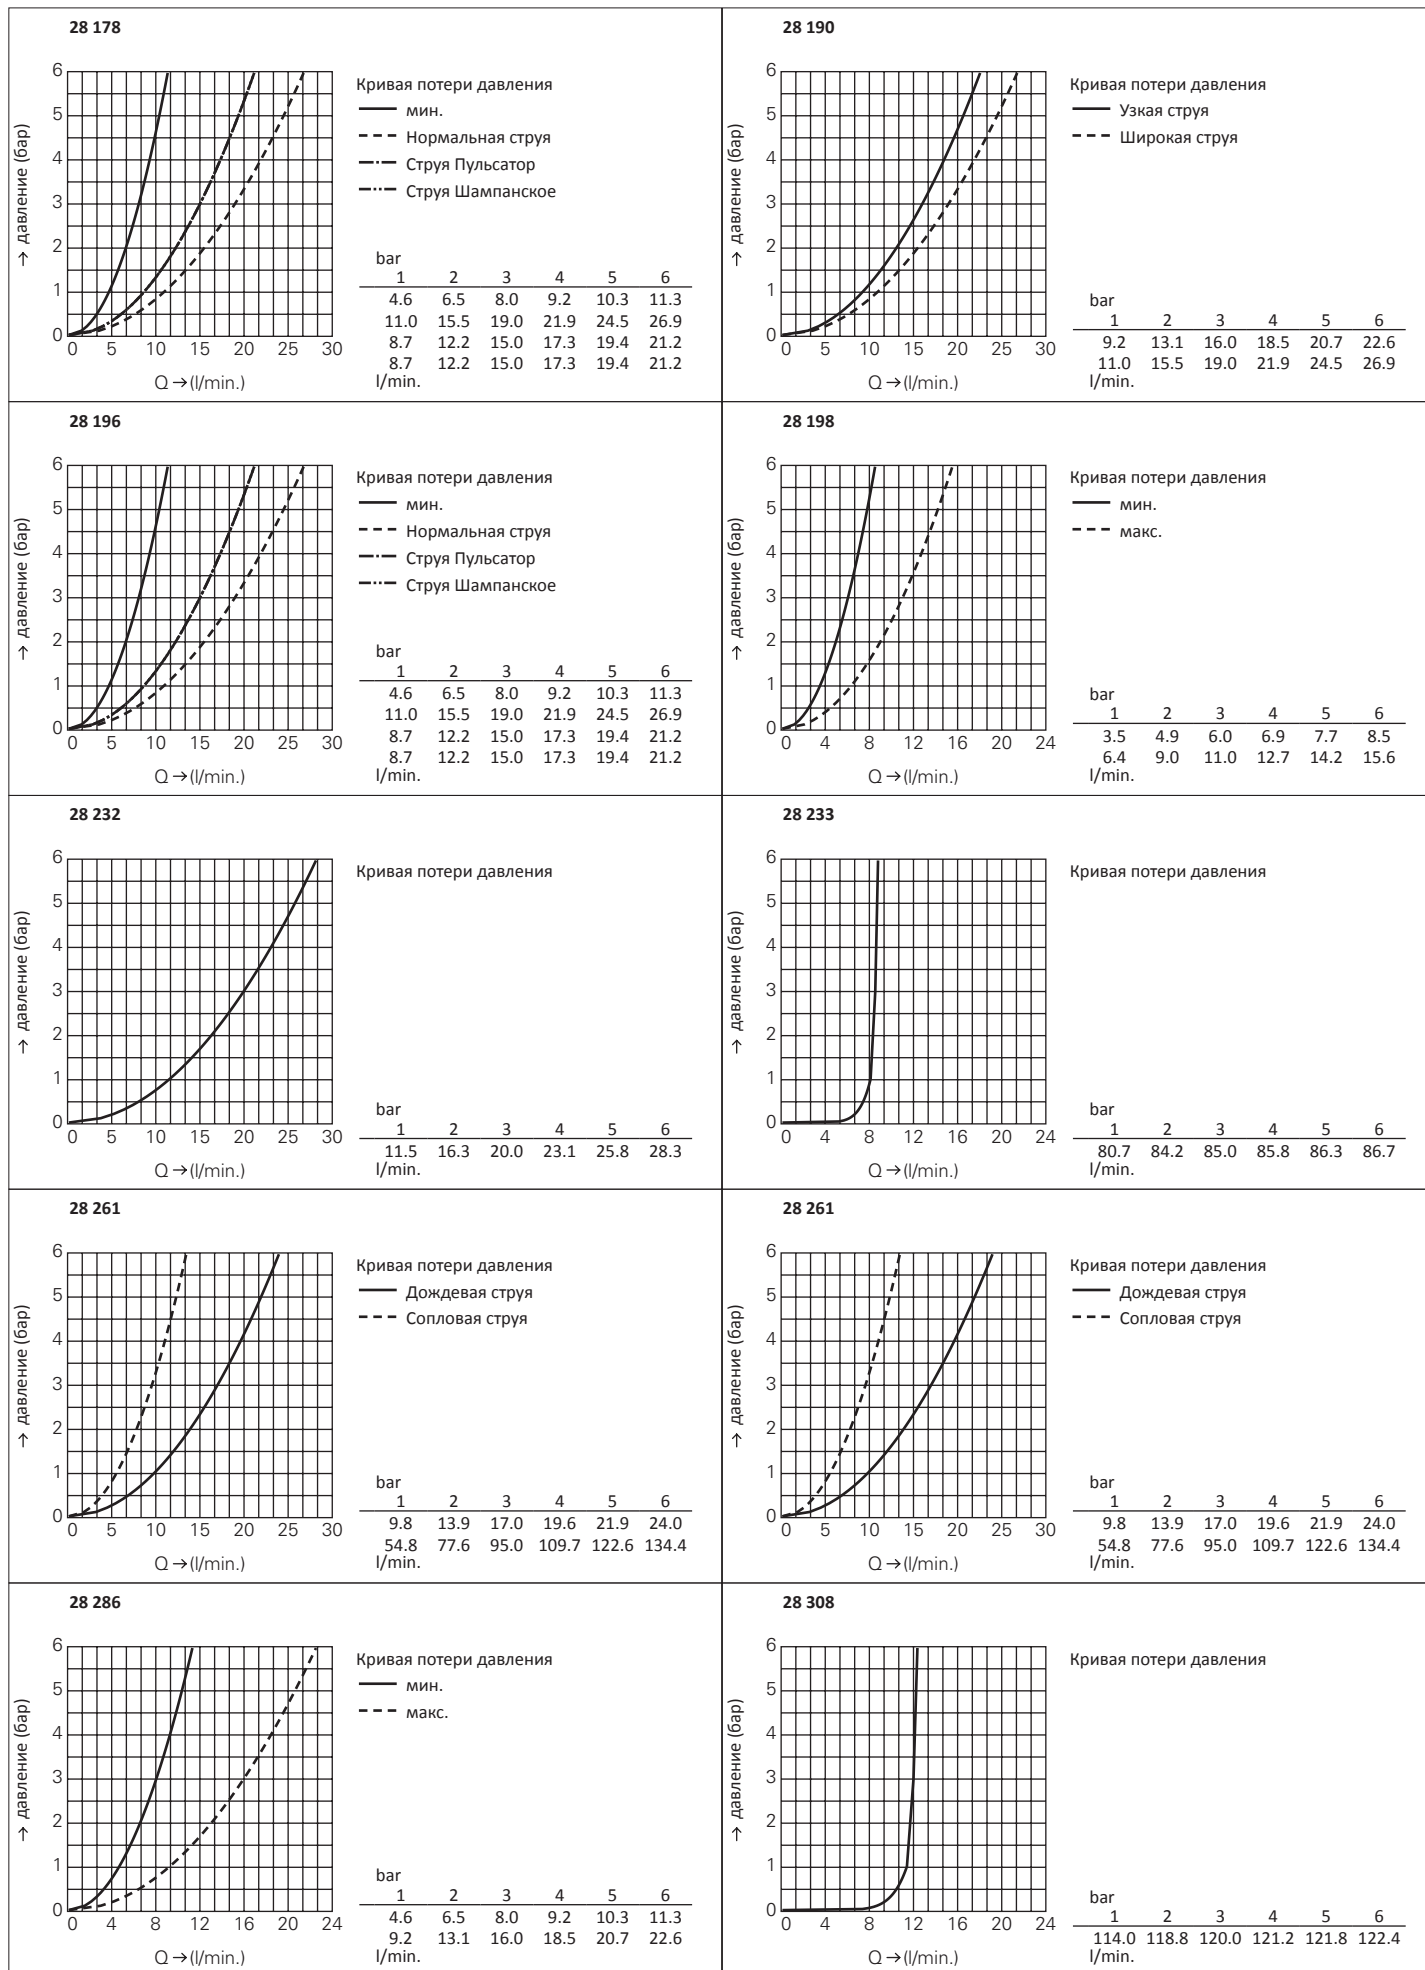 28 178
6
5
4
3
2
1
0
→ давление (бар)
0 5 10 15 20 25 30
Q →(l/min.)
Кривая потери давления
мин.
Нормальная струя
Струя Пульсатор
Струя Шампанское
bar
1 2 3 4 5 6
4.6 6.5 8.0 9.2 10.3 11.3
11.0 15.5 19.0 21.9 24.5 26.9
8.7 12.2 15.0 17.3 19.4 21.2
8.7 12.2 15.0 17.3 19.4 21.2
l/min.
28 190
6
5
4
3
2
1
0
→ давление (бар)
0 5 10 15 20 25 30
Q →(l/min.)
Кривая потери давления
Узкая струя
Широкая струя
bar
1 2 3 4 5 6
9.2 13.1 16.0 18.5 20.7 22.6
11.0 15.5 19.0 21.9 24.5 26.9
l/min.
28 196
6
5
4
3
2
1
0
→ давление (бар)
0 5 10 15 20 25 30
Q →(l/min.)
Кривая потери давления
мин.
Нормальная струя
Струя Пульсатор
Струя Шампанское
bar
1 2 3 4 5 6
4.6 6.5 8.0 9.2 10.3 11.3
11.0 15.5 19.0 21.9 24.5 26.9
8.7 12.2 15.0 17.3 19.4 21.2
8.7 12.2 15.0 17.3 19.4 21.2
l/min.
28 198
6
5
4
3
2
1
0
→ давление (бар)
0 4 8 12 16 20 24
Q →(l/min.)
Кривая потери давления
мин.
макс.
bar
1 2 3 4 5 6
3.5 4.9 6.0 6.9 7.7 8.5
6.4 9.0 11.0 12.7 14.2 15.6
l/min.
28 232
6
5
4
3
2
1
0
→ давление (бар)
0 5 10 15 20 25 30
Q →(l/min.)
Кривая потери давления
bar
1 2 3 4 5 6
11.5 16.3 20.0 23.1 25.8 28.3
l/min.
28 233
6
5
4
3
2
1
0
→ давление (бар)
0 4 8 12 16 20 24
Q →(l/min.)
Кривая потери давления
bar
1 2 3 4 5 6
80.7 84.2 85.0 85.8 86.3 86.7
l/min.
28 261
6
5
4
3
2
1
0
→ давление (бар)
0 5 10 15 20 25 30
Q →(l/min.)
Кривая потери давления
Дождевая струя
Сопловая струя
bar
1 2 3 4 5 6
9.8 13.9 17.0 19.6 21.9 24.0
54.8 77.6 95.0 109.7 122.6 134.4
l/min.
28 261
6
5
4
3
2
1
0
→ давление (бар)
0 5 10 15 20 25 30
Q →(l/min.)
Кривая потери давления
Дождевая струя
Сопловая струя
bar
1 2 3 4 5 6
9.8 13.9 17.0 19.6 21.9 24.0
54.8 77.6 95.0 109.7 122.6 134.4
l/min.
28 286
6
5
4
3
2
1
0
→ давление (бар)
0 4 8 12 16 20 24
Q →(l/min.)
Кривая потери давления
мин.
макс.
bar
1 2 3 4 5 6
4.6 6.5 8.0 9.2 10.3 11.3
9.2 13.1 16.0 18.5 20.7 22.6
l/min.
28 308
6
5
4
3
2
1
0
→ давление (бар)
0 4 8 12 16 20 24
Q →(l/min.)
Кривая потери давления
bar
1 2 3 4 5 6
114.0 118.8 120.0 121.2 121.8 122.4
l/min.